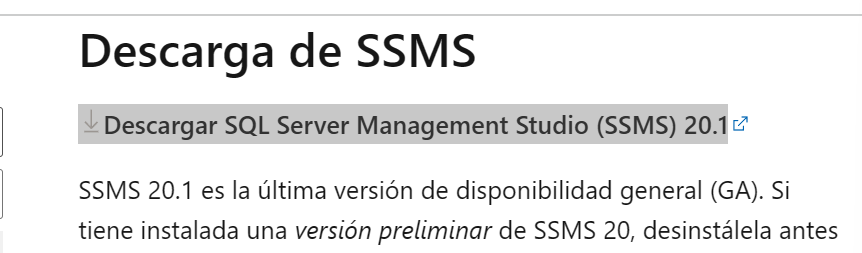 Descarga de SSMS
Descargar SQL Server Management Studio (SSMS) 20.1
SSMS 20.1 es la última versión de disponibilidad general (GA). Si
tiene instalada una versión preliminar de SSMS 20, desinstálela antes